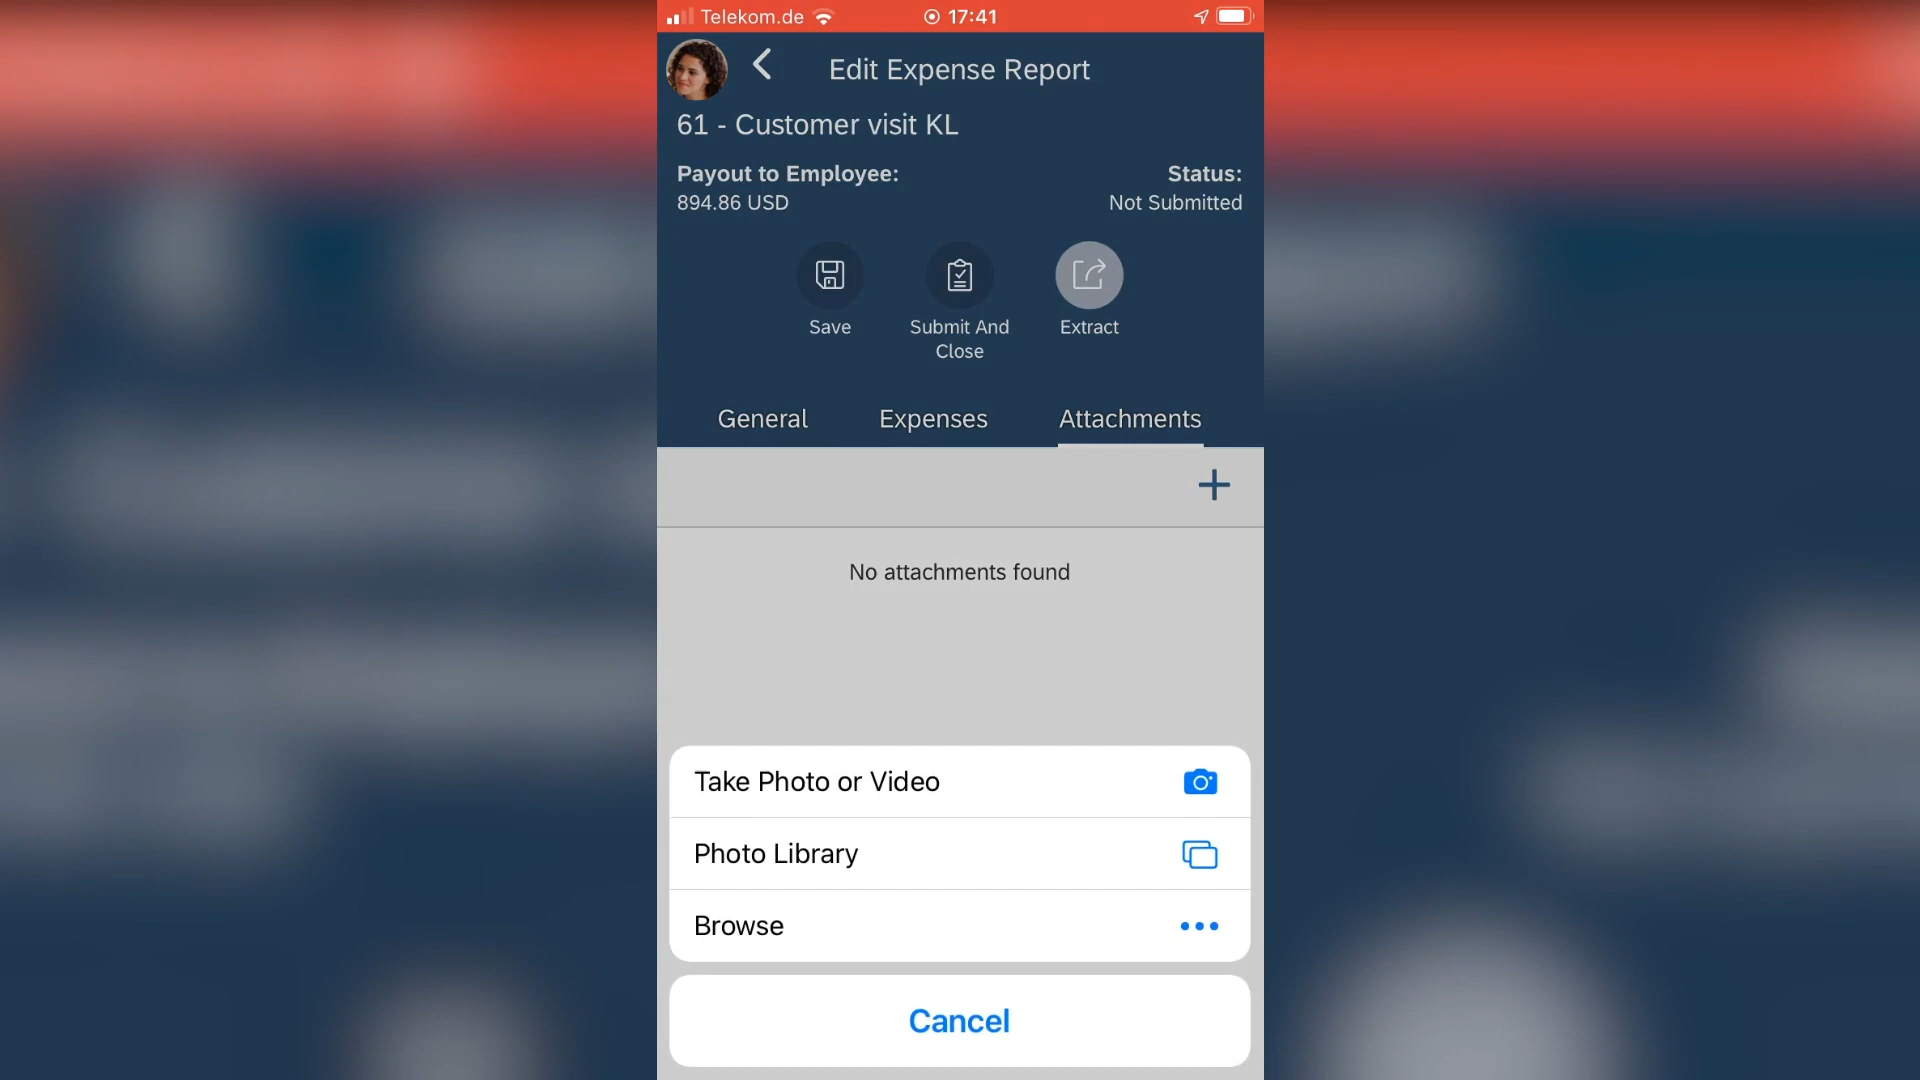 Telekom.de 17:41
Edit Expense Report
61 - Customer visit KL
Payout to Employee: Status:
894.86 USD Not Submitted
Save Submit And Close Extract
General Expenses Attachments
No attachments found
Take Photo or Video
Photo Library
Browse
Cancel